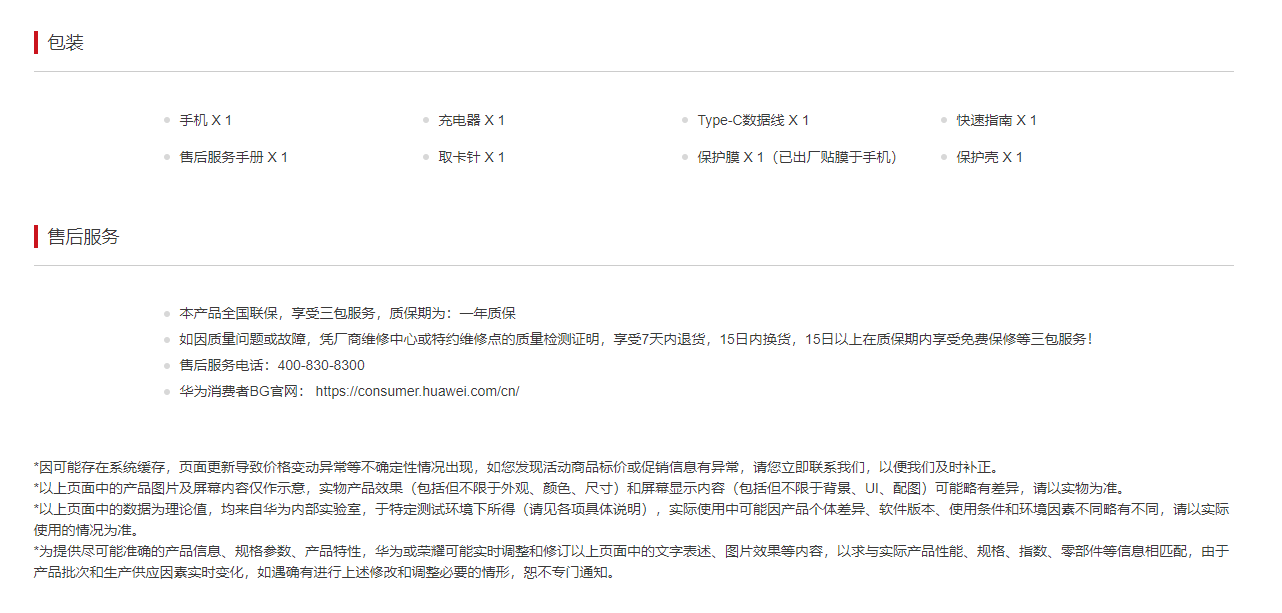 包装
手机 X 1 充电器 X 1 Type-C数据线 X 1 快速指南 X 1
售后服务手册 X 1 取卡针 X 1 保护膜 X 1（已出厂贴膜于手机） 保护壳 X 1
售后服务
本产品全国联保，享受三包服务，质保期为：一年质保
如因质量问题或故障，凭厂商维修中心或特约维修点的质量检测证明，享受7天内退货，15日内换货，15日以上在质保期内享受免费保修等三包服务！
售后服务电话：400-830-8300
华为消费者BG官网： https://consumer.huawei.com/cn/
*因可能存在系统缓存，页面更新导致价格变动异常等不确定性情况出现，如您发现活动商品标价或促销信息有异常，请您立即联系我们，以便我们及时补正。
*以上页面中的产品图片及屏幕内容仅作示意，实物产品效果（包括但不限于外观、颜色、尺寸）和屏幕显示内容（包括但不限于背景、UI、配图）可能略有差异，请以实物为准。
*以上页面中的数据为理论值，均来自华为内部实验室，于特定测试环境下所得（请见各项具体说明），实际使用中可能因产品个体差异、软件版本、使用条件和环境因素不同略有不同，请以实际
使用的情况为准。
*为提供尽可能准确的产品信息、规格参数、产品特性，华为或荣耀可能实时调整和修订以上页面中的文字表述、图片效果等内容，以求与实际产品性能、规格、指数、零部件等信息相匹配，由于
产品批次和生产供应因素实时变化，如遇确有进行上述修改和调整必要的情形，恕不专门通知。